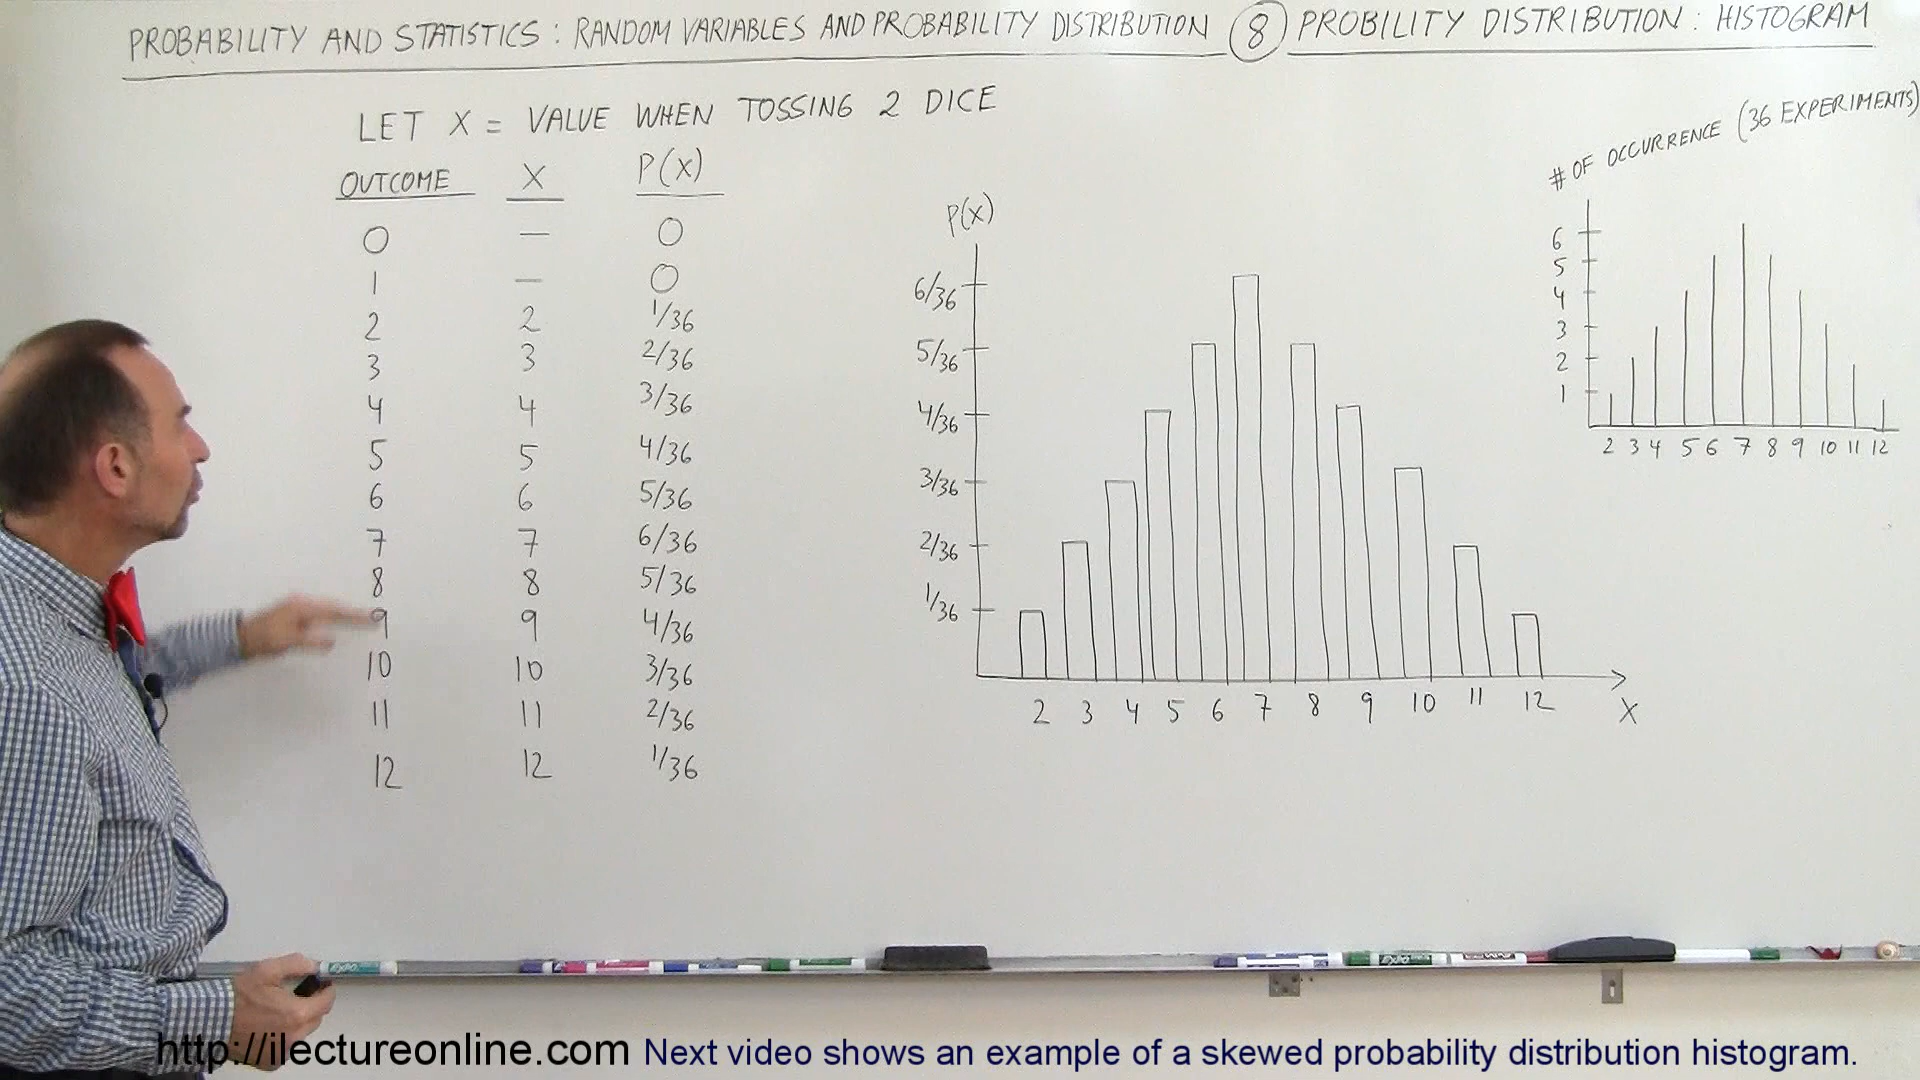 PROBABILITY AND STATISTICS: RANDOM VARIABLES AND PROBABILITY DISTRIBUTION 8 PROBILITY DISTRIBUTION: HISTOGRAM
LET X = VALUE WHEN TOSSING 2 DICE
OUTCOME X P(X)
0 — 0
1 — 0
2 2 1/36
3 3 2/36
4 4 3/36
5 5 4/36
6 6 5/36
7 7 6/36
8 8 5/36
9 9 4/36
10 10 3/36
11 11 2/36
12 12 1/36
P(X)
6/36
5/36
4/36
3/36
2/36
1/36
2 3 4 5 6 7 8 9 10 11 12 X
# OF OCCURRENCE (36 EXPERIMENTS)
6
5
4
3
2
1
2 3 4 5 6 7 8 9 10 11 12
EXPO
EXPO
http://ilectureonline.com Next video shows an example of a skewed probability distribution histogram.